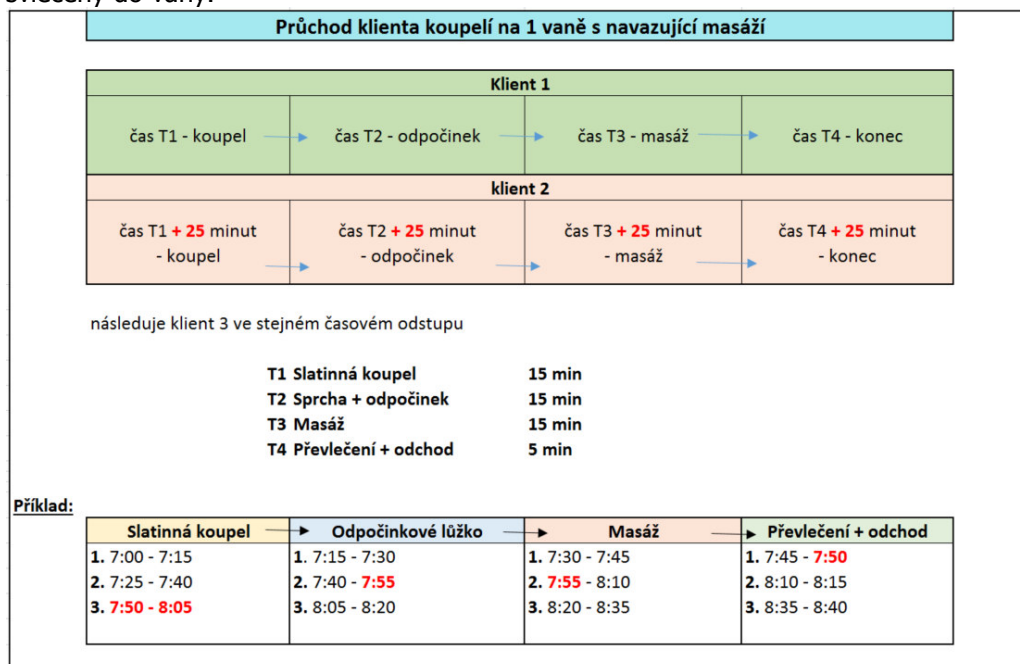 Průchod klienta koupelí na 1 vaně s navazující masáží
Klient 1
čas T1 - koupel
čas T2 - odpočinek
čas T3 - masáž
čas T4 - konec
klient 2
čas T1 + 25 minut
- koupel
čas T2 + 25 minut
- odpočinek
čas T3 + 25 minut
- masáž
čas T4 + 25 minut
- konec
následuje klient 3 ve stejném časovém odstupu
T1 Slatinná koupel 15 min
T2 Sprcha + odpočinek 15 min
T3 Masáž 15 min
T4 Převlečení + odchod 5 min
Příklad:
Slatinná koupel Odpočinkové lůžko Masáž Převlečení + odchod
1. 7:00 - 7:15 1. 7:15 - 7:30 1. 7:30 - 7:45 1. 7:45 - 7:50
2. 7:25 - 7:40 2. 7:40 - 7:55 2. 7:55 - 8:10 2. 8:10 - 8:15
3. 7:50 - 8:05 3. 8:05 - 8:20 3. 8:20 - 8:35 3. 8:35 - 8:40